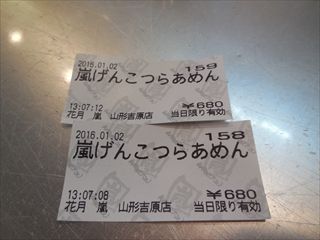 2016.01.02 159
嵐げんこつらあめん
13:07:12 ￥680
花月 嵐 山形吉原店 当日限り有効
2016.01.02 158
嵐げんこつらあめん
13:07:08 ￥680
花月 嵐 山形吉原店 当日限り有効